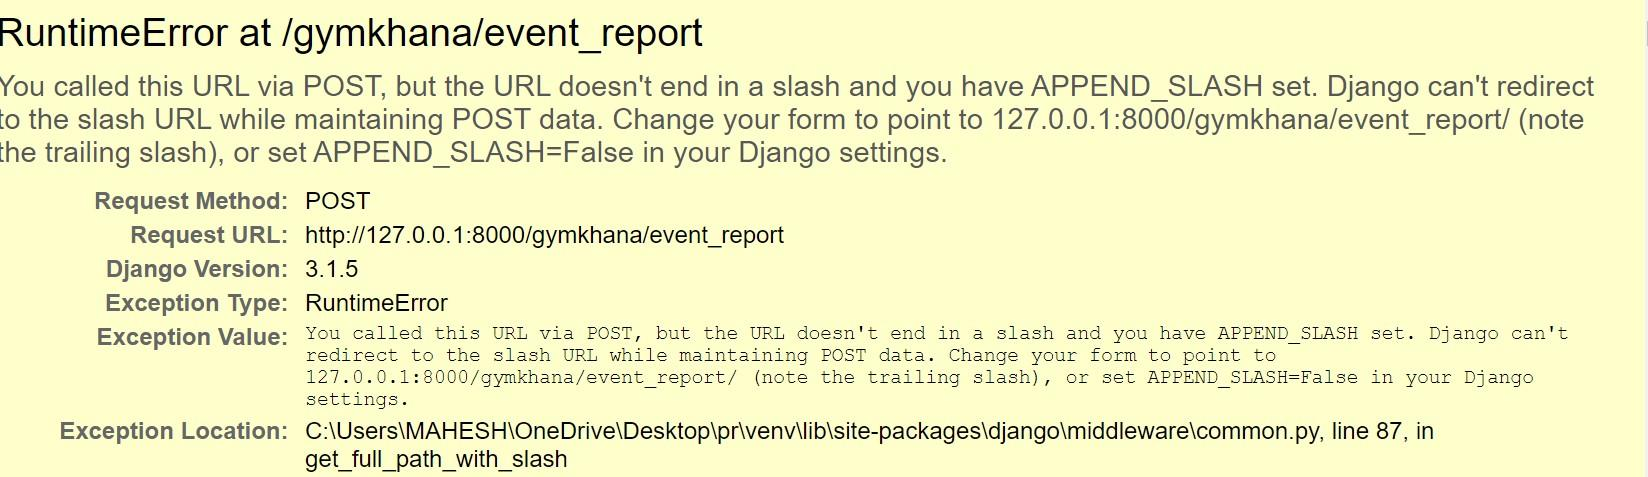 RuntimeError at /gymkhana/event_report
You called this URL via POST, but the URL doesn't end in a slash and you have APPEND_SLASH set. Django can't redirect
to the slash URL while maintaining POST data. Change your form to point to 127.0.0.1:8000/gymkhana/event_report/ (note
the trailing slash), or set APPEND_SLASH=False in your Django settings.
Request Method: POST
Request URL: http://127.0.0.1:8000/gymkhana/event_report
Django Version: 3.1.5
Exception Type: RuntimeError
Exception Value: You called this URL via POST, but the URL doesn't end in a slash and you have APPEND_SLASH set. Django can't
redirect to the slash URL while maintaining POST data. Change your form to point to
127.0.0.1:8000/gymkhana/event_report/ (note the trailing slash), or set APPEND_SLASH=False in your Django
settings.
Exception Location: C:\Users\MAHESH\OneDrive\Desktop\pr\venv\lib\site-packages\django\middleware\common.py, line 87, in
get_full_path_with_slash